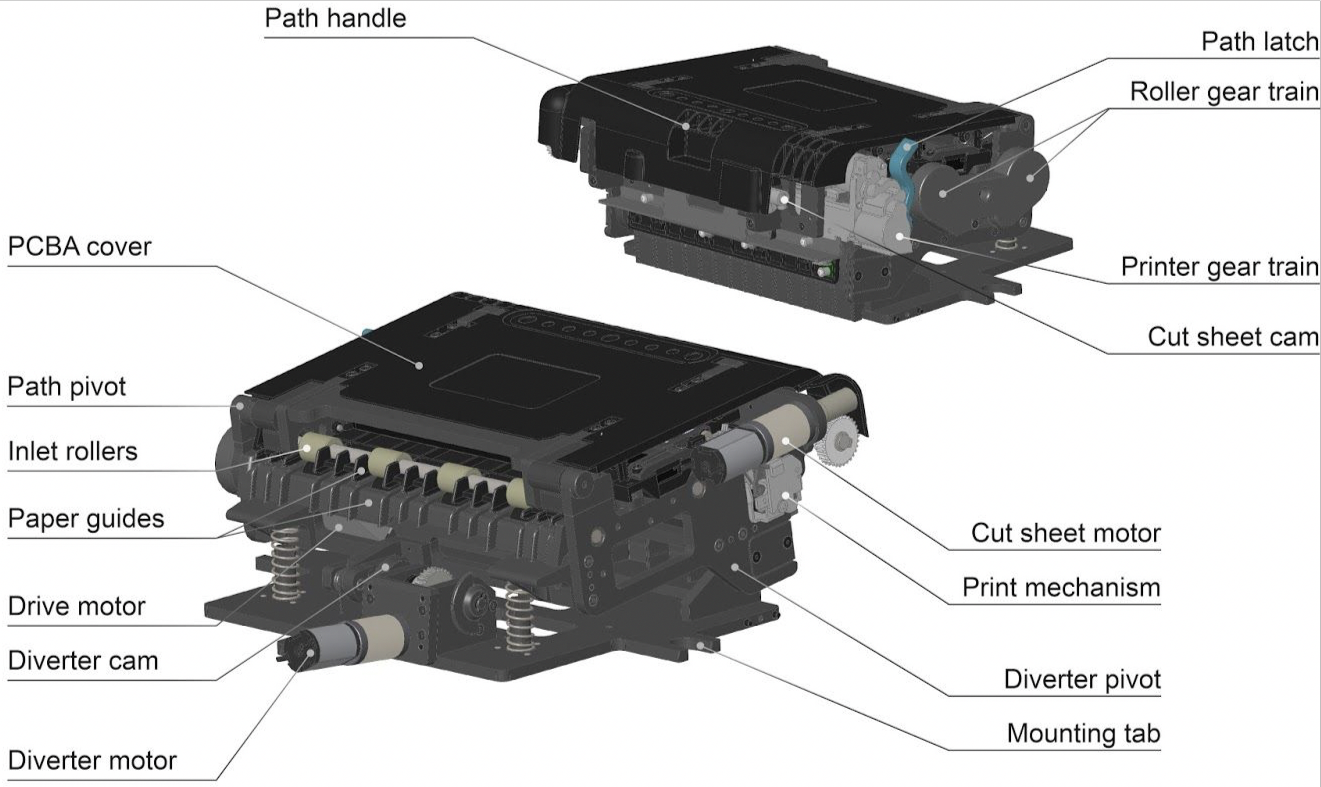 Path handle
Path latch
Roller gear train
PCBA cover
Printer gear train
Cut sheet cam
Path pivot
Inlet rollers
Paper guides
Cut sheet motor
Print mechanism
Drive motor
Diverter cam
Diverter pivot
Mounting tab
Diverter motor